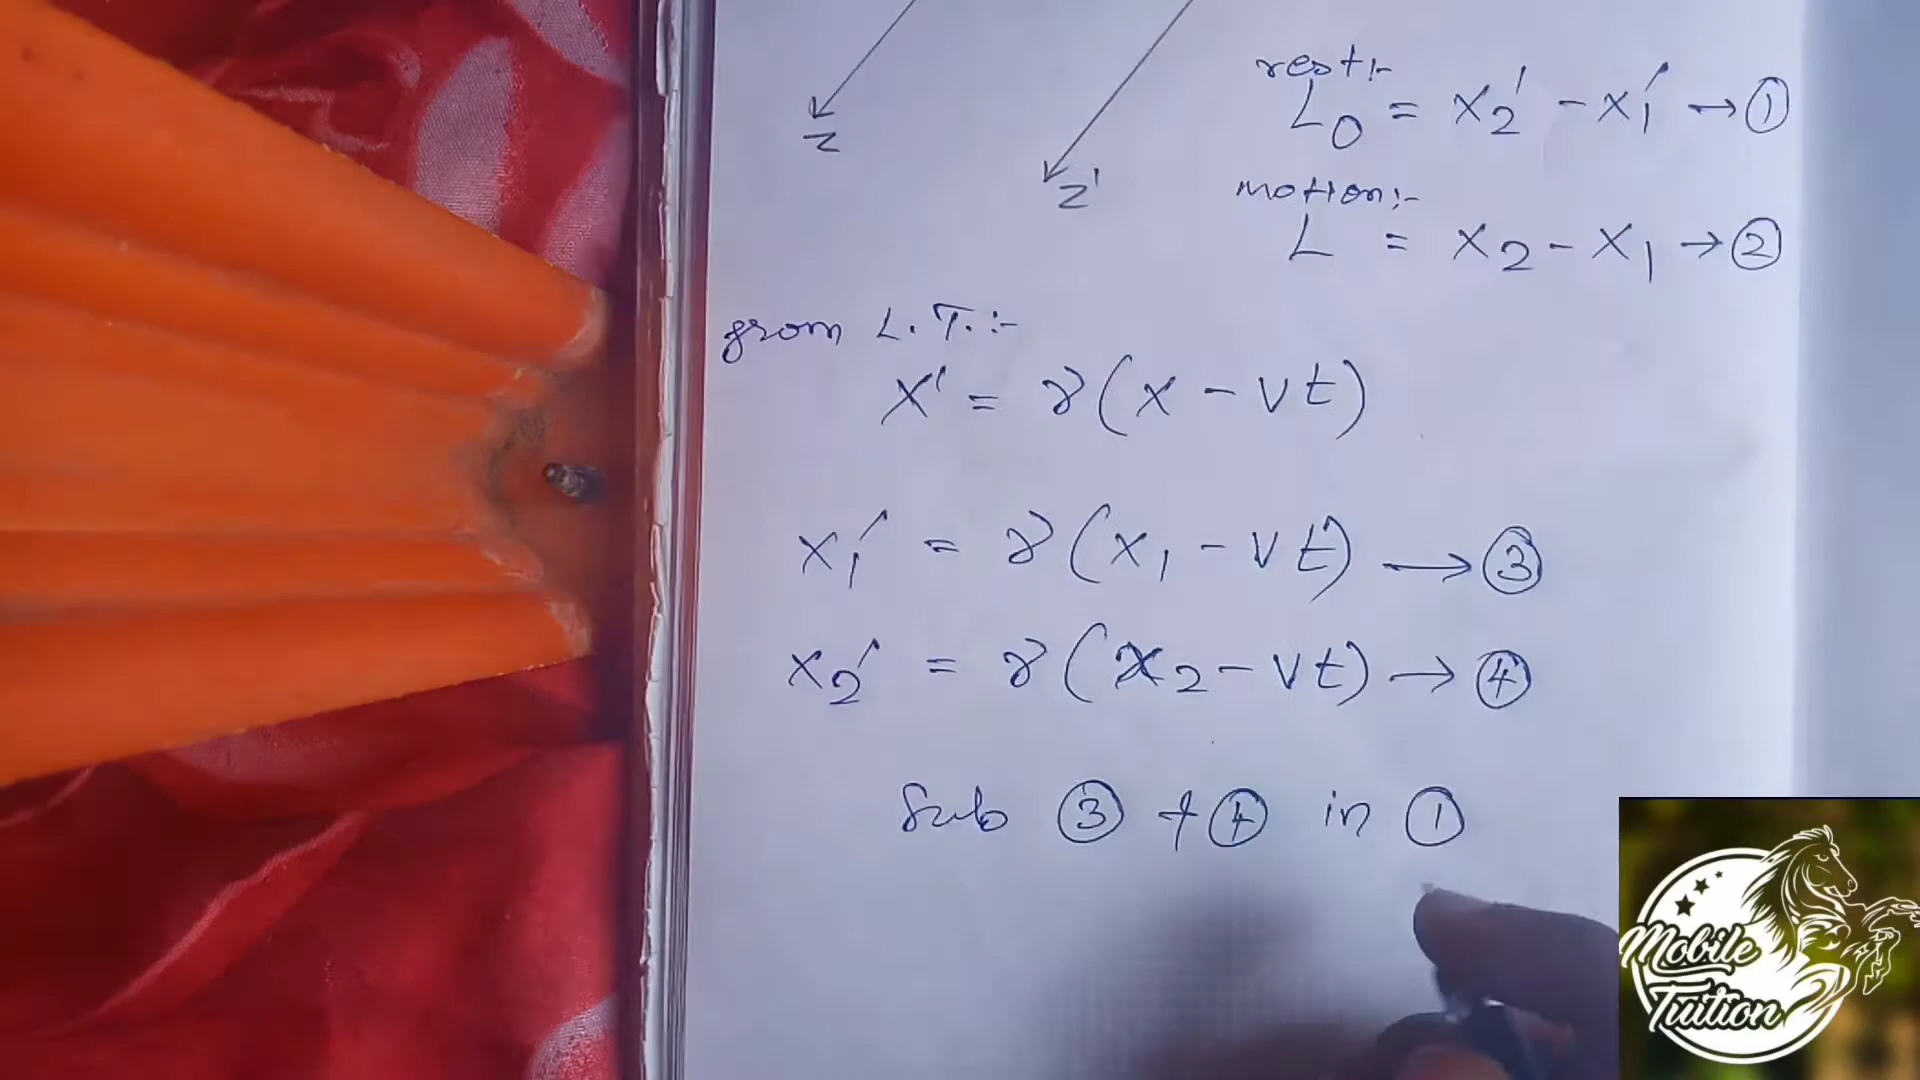 z
z'
rest:-
L0 = x2' - x1' → ①
motion:-
L = x2 - x1 → ②
from L.T.:-
x' = γ(x - vt)
x1' = γ(x1 - vt) → ③
x2' = γ(x2 - vt) → ④
Sub ③ + ④ in ①
Mobile
Tuition